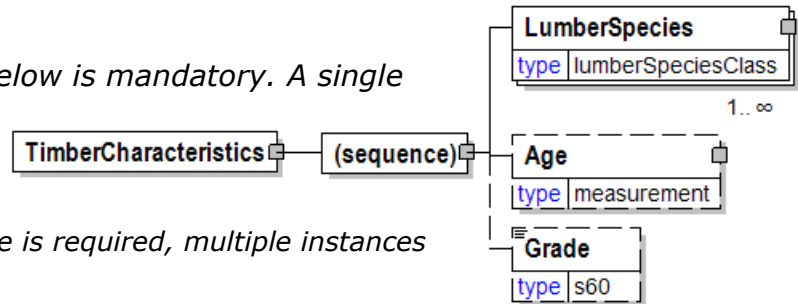 LumberSpecies
type lumberSpeciesClass
elow is mandatory. A single
1.. ∞
TimberCharacteristics
(sequence)
Age
type measurement
e is required, multiple instances
Grade
type s60